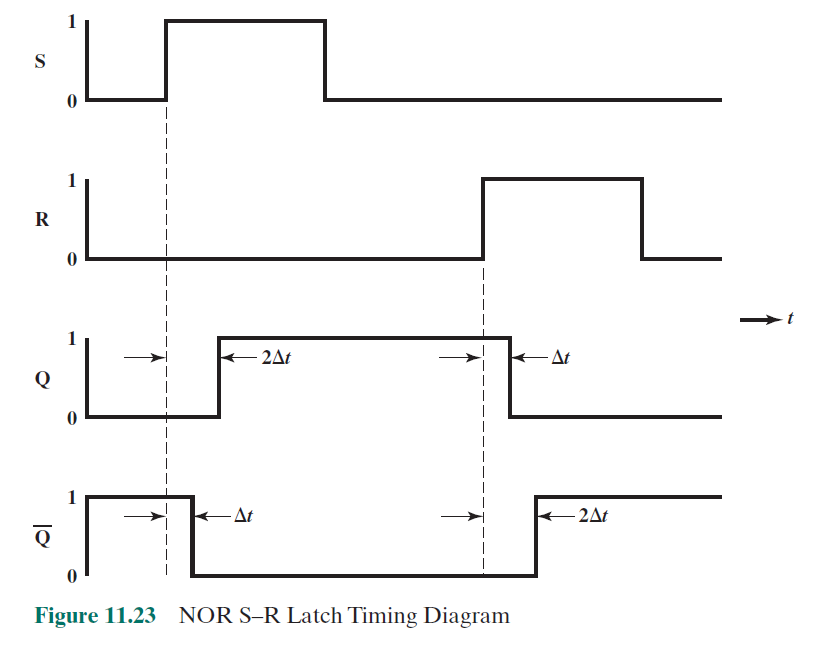 1
S
0
1
R
0
t
1
2Δt
Δt
Q
0
1
Δt
2Δt
Q̅
0
Figure 11.23 NOR S–R Latch Timing Diagram